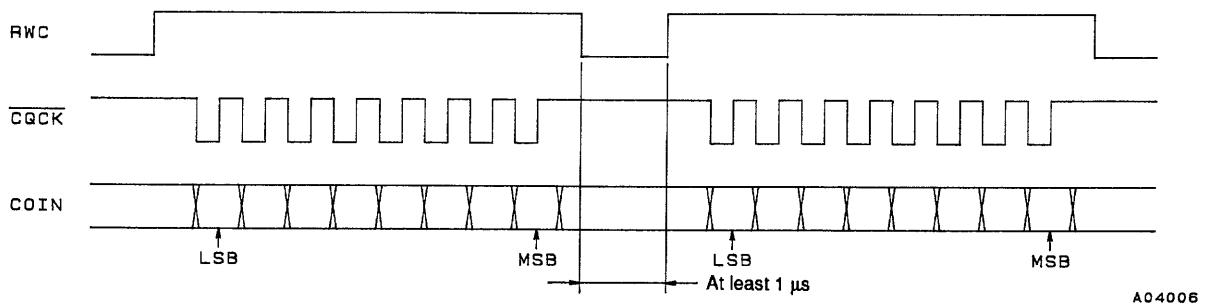 RWC
CQCK
COIN
LSB
MSB
LSB
MSB
At least 1 µs
A04006